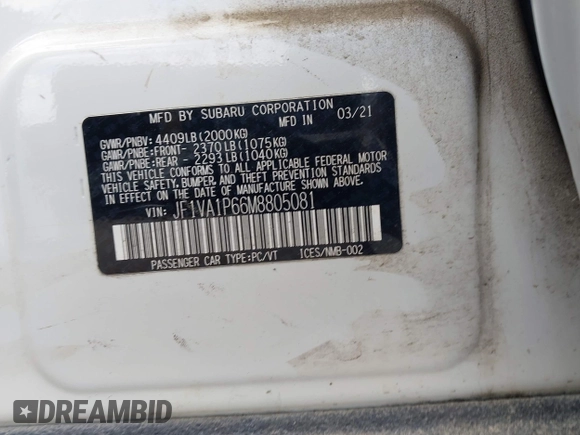 MFD BY SUBARU CORPORATION
MFD IN 03/21
GVWR/PNBV: 4409LB(2000KG)
GAWR/PNBE:FRONT- 2370LB(1075KG)
GAWR/PNBE:REAR - 2293LB(1040KG)
THIS VEHICLE CONFORMS TO ALL APPLICABLE FEDERAL MOTOR
VEHICLE SAFETY, BUMPER, AND THEFT PREVENTION STANDARDS
IN EFFECT ON THE DATE OF MANUFACTURE SHOWN ABOVE.
VIN: JF1VA1P66M8805081
PASSENGER CAR TYPE:PC/VT ICES/NMB-002
DREAMBID